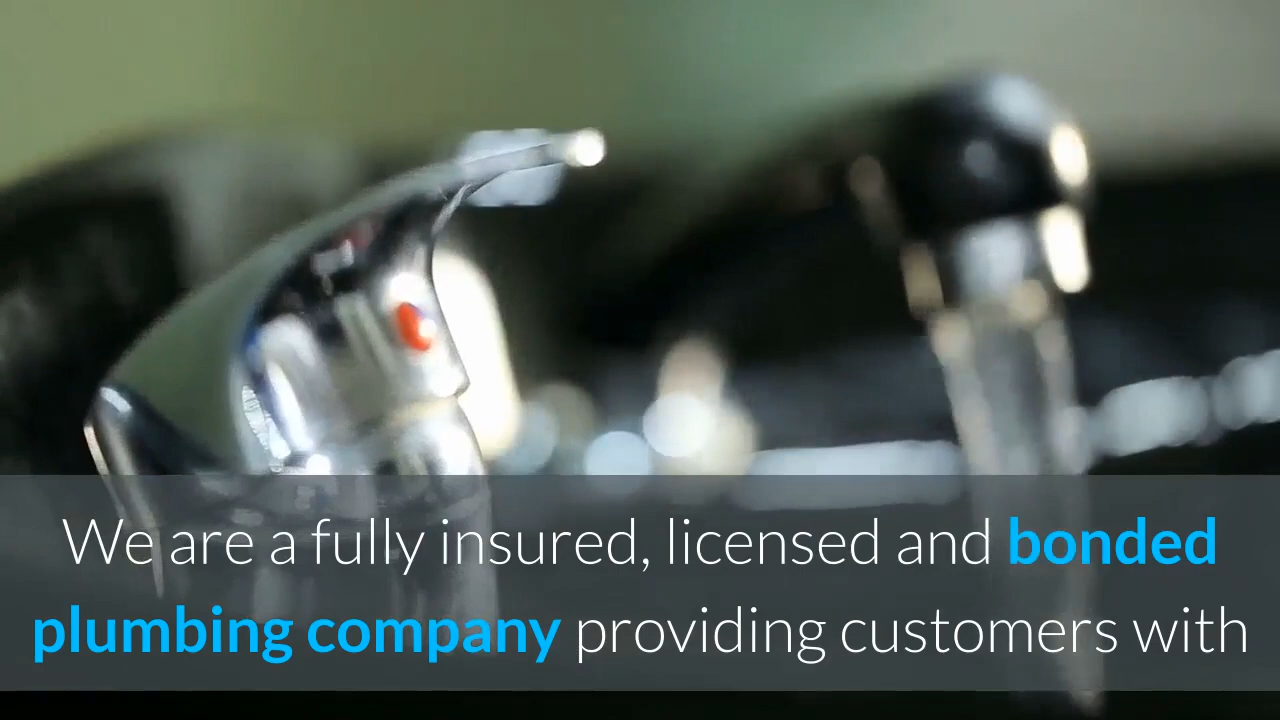 We are a fully insured, licensed and bonded
plumbing company providing customers with